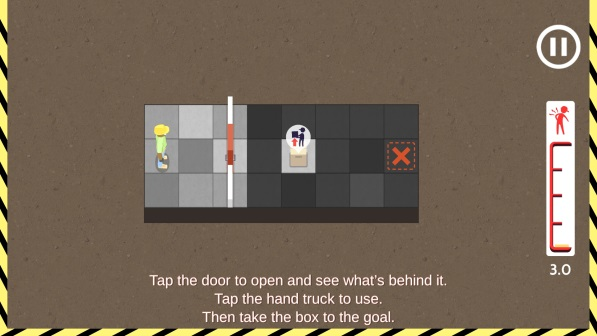 3.0
Tap the door to open and see what's behind it.
Tap the hand truck to use.
Then take the box to the goal.